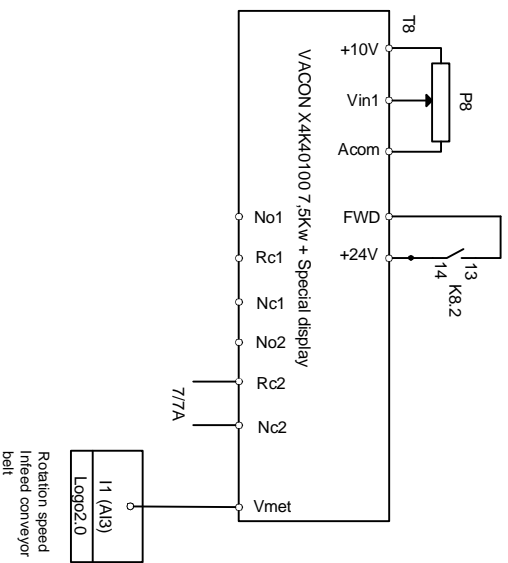 T8
P8
+10V
Vin1
Acom
FWD
+24V
13
14
K8.2
VACON X4K40100 7,5Kw + Special display
No1
Rc1
Nc1
No2
Rc2
Nc2
7/7A
Vmet
I1 (AI3)
Logo2.0
Rotation speed
Infeed conveyor
belt